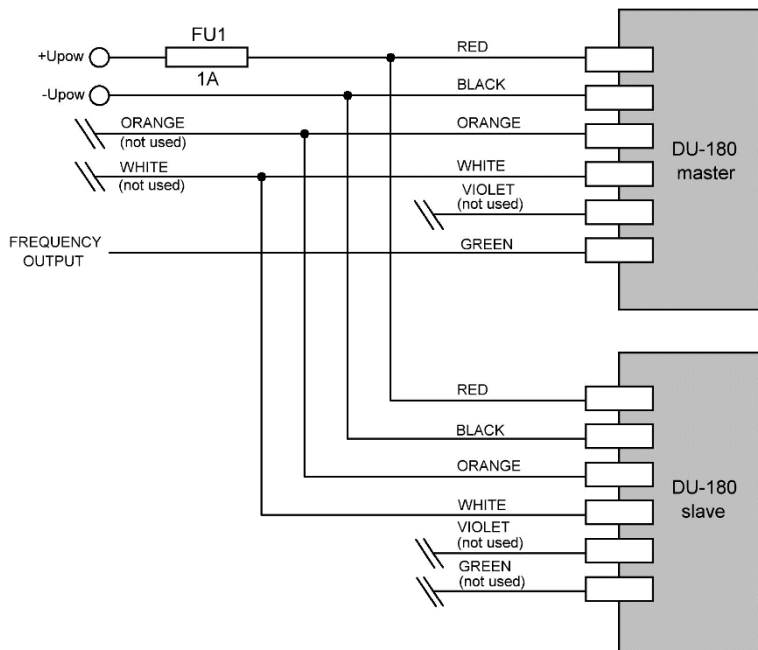 FU1
+Upow
1A
RED
-Upow
BLACK
ORANGE
(not used)
ORANGE
WHITE
(not used)
WHITE
VIOLET
(not used)
FREQUENCY
OUTPUT
GREEN
DU-180
master
RED
BLACK
ORANGE
WHITE
VIOLET
(not used)
GREEN
(not used)
DU-180
slave